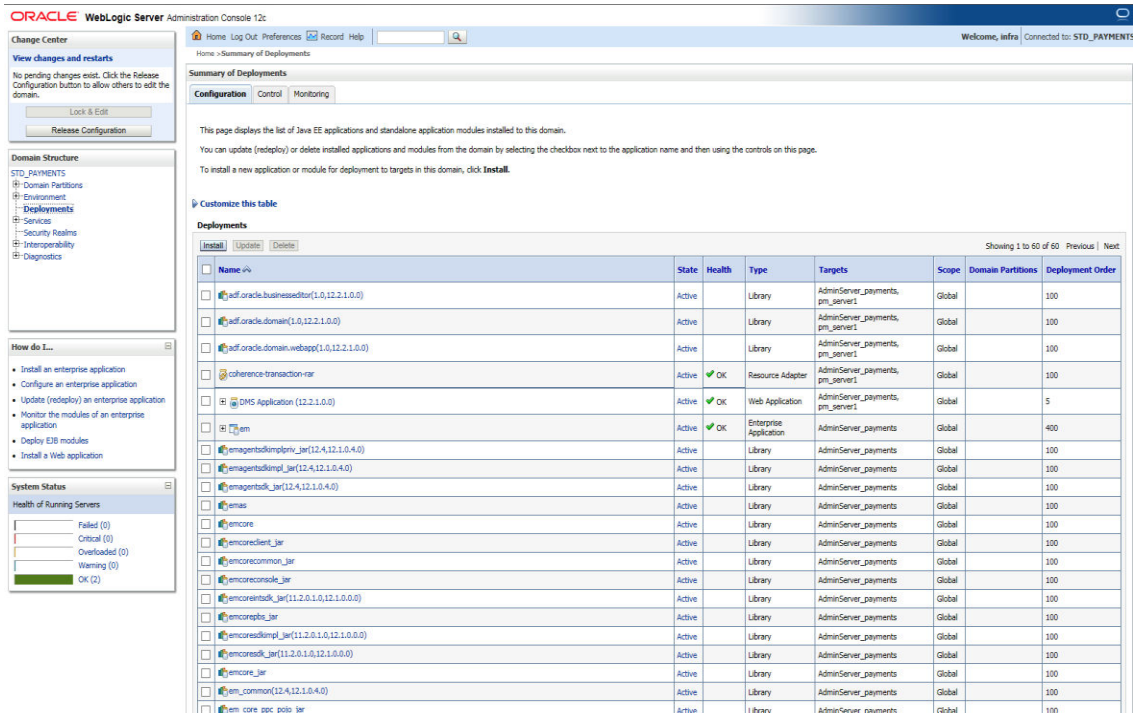 ORACLE WebLogic Server Administration Console 12c
Change Center
View changes and restarts
No pending changes exist. Click the Release
Configuration button to allow others to edit the
domain.
Lock & Edit
Release Configuration
Domain Structure
STD_PAYMENTS
Domain Partitions
Environment
Deployments
Services
Security Realms
Interoperability
Diagnostics
How do I...
Install an enterprise application
Configure an enterprise application
Update (redeploy) an enterprise application
Monitor the modules of an enterprise
application
Deploy EJB modules
Install a Web application
System Status
Health of Running Servers
Failed (0)
Critical (0)
Overloaded (0)
Warning (0)
OK (2)
Home Log Out Preferences Record Help
Welcome, infra Connected to: STD_PAYMENTS
Home >Summary of Deployments
Summary of Deployments
Configuration Control Monitoring
This page displays the list of Java EE applications and standalone application modules installed to this domain.
You can update (redeploy) or delete installed applications and modules from the domain by selecting the checkbox next to the application name and then using the controls on this page.
To install a new application or module for deployment to targets in this domain, click Install.
Customize this table
Deployments
Install Update Delete Showing 1 to 60 of 60 Previous | Next
Name State Health Type Targets Scope Domain Partitions Deployment Order
adf.oracle.businesseditor(1.0,12.2.1.0.0) Active Library AdminServer_payments, pm_server1 Global 100
adf.oracle.domain(1.0,12.2.1.0.0) Active Library AdminServer_payments, pm_server1 Global 100
adf.oracle.domain.webapp(1.0,12.2.1.0.0) Active Library AdminServer_payments, pm_server1 Global 100
coherence-transaction-rar Active OK Resource Adapter AdminServer_payments, pm_server1 Global 100
DMS Application (12.2.1.0.0) Active OK Web Application AdminServer_payments, pm_server1 Global 5
em Active OK Enterprise Application AdminServer_payments Global 400
emagentsdkimplpriv_jar(12.4,12.1.0.4.0) Active Library AdminServer_payments Global 100
emagentsdkimpl_jar(12.4,12.1.0.4.0) Active Library AdminServer_payments Global 100
emagentsdk_jar(12.4,12.1.0.4.0) Active Library AdminServer_payments Global 100
emas Active Library AdminServer_payments Global 100
emcore Active Library AdminServer_payments Global 100
emcoreclient_jar Active Library AdminServer_payments Global 100
emcorecommon_jar Active Library AdminServer_payments Global 100
emcoreconsole_jar Active Library AdminServer_payments Global 100
emcoreintsdk_jar(11.2.0.1.0,12.1.0.0.0) Active Library AdminServer_payments Global 100
emcorepbs_jar Active Library AdminServer_payments Global 100
emcoresdkimpl_jar(11.2.0.1.0,12.1.0.0.0) Active Library AdminServer_payments Global 100
emcoresdk_jar(11.2.0.1.0,12.1.0.0.0) Active Library AdminServer_payments Global 100
emcore_jar Active Library AdminServer_payments Global 100
em_common(12.4,12.1.0.4.0) Active Library AdminServer_payments Global 100
em_core_ppc_pojo_jar Active Library AdminServer_payments Global 100